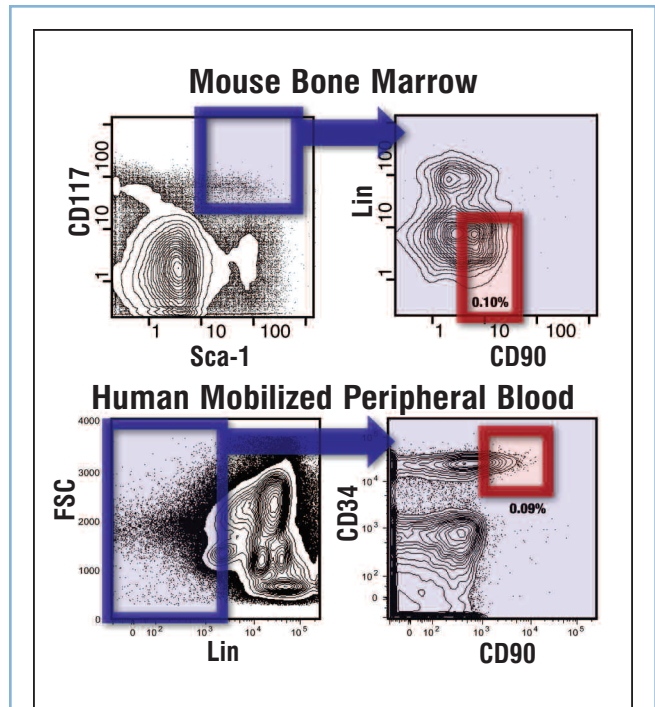 Mouse Bone Marrow
CD117
100
10
1
1 10 100
Sca-1
Lin
100
10
1
0.10%
1 10 100
CD90
Human Mobilized Peripheral Blood
FSC
4000
3000
2000
1000
0
0 10² 10³ 10⁴ 10⁵
Lin
CD34
10⁴
10³
10²
0
0.09%
0 10² 10³ 10⁴ 10⁵
CD90